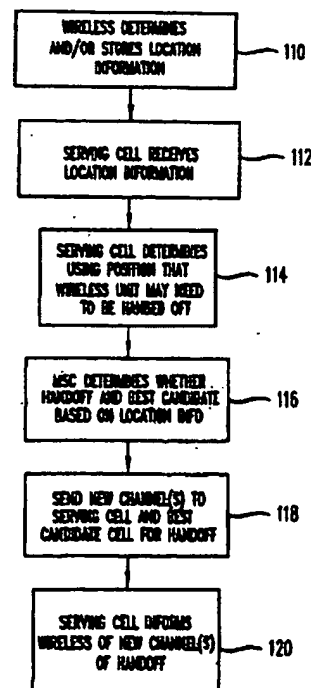 WIRELESS DETERMINES
AND/OR STORES LOCATION
INFORMATION
110
SERVING CELL RECEIVES
LOCATION INFORMATION
112
SERVING CELL DETERMINES
USING POSITION THAT
WIRELESS UNIT MAY NEED
TO BE HANDED OFF
114
MSC DETERMINES WHETHER
HANDOFF AND BEST CANDIDATE
BASED ON LOCATION INFO
116
SEND NEW CHANNEL(S) TO
SERVING CELL AND BEST
CANDIDATE CELL FOR HANDOFF
118
SERVING CELL INFORMS
WIRELESS OF NEW CHANNEL(S)
OF HANDOFF
120